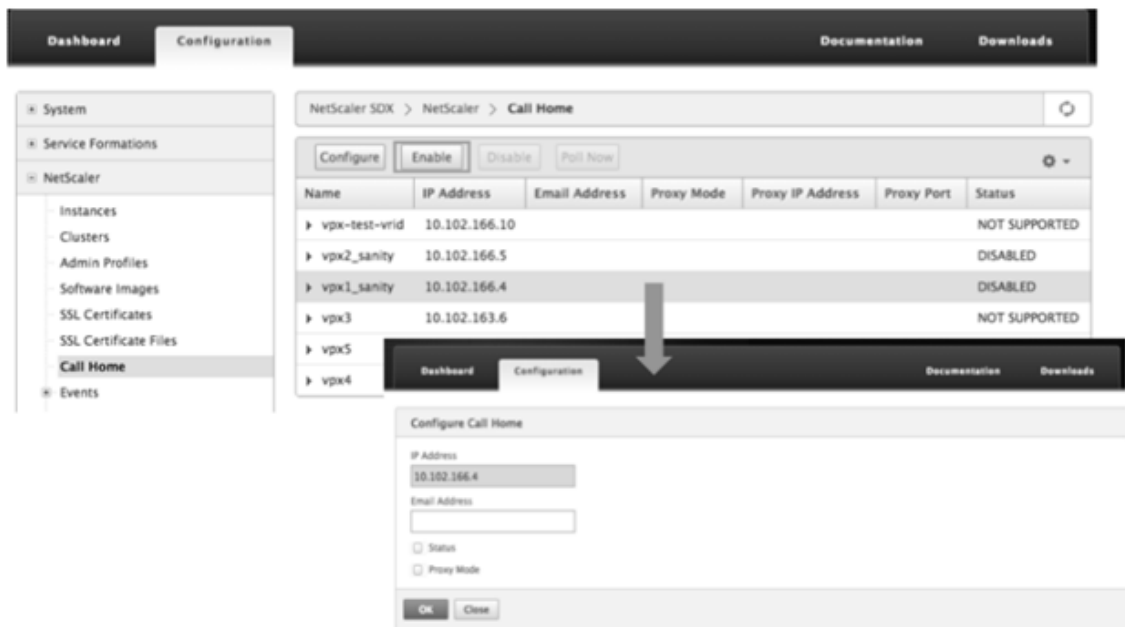 Dashboard Configuration Documentation Downloads
System
Service Formations
NetScaler
Instances
Clusters
Admin Profiles
Software Images
SSL Certificates
SSL Certificate Files
Call Home
Events
NetScaler SDX > NetScaler > Call Home
Configure Enable Disable Poll Now
Name IP Address Email Address Proxy Mode Proxy IP Address Proxy Port Status
vpx-test-vrid 10.102.166.10 NOT SUPPORTED
vpx2_sanity 10.102.166.5 DISABLED
vpx1_sanity 10.102.166.4 DISABLED
vpx3 10.102.163.6 NOT SUPPORTED
vpx5
vpx4
Dashboard Configuration Documentation Downloads
Configure Call Home
IP Address
10.102.166.4
Email Address
Status
Proxy Mode
OK Close